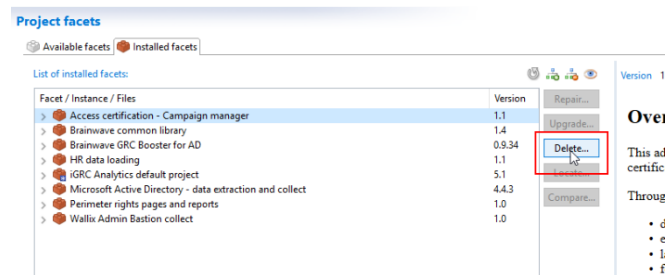 Project facets
Available facets Installed facets
List of installed facets:
Version 1
Facet / Instance / Files Version
Repair...
Access certification - Campaign manager 1.1
Brainwave common library 1.4
Upgrade...
Brainwave GRC Booster for AD 0.9.34
Delete...
HR data loading 1.1
iGRC Analytics default project 5.1
Locate...
Microsoft Active Directory - data extraction and collect 4.4.3
Perimeter rights pages and reports 1.0
Compare...
Wallix Admin Bastion collect 1.0
Over
This ad
certific
Throug
• d
• e
• l
• f